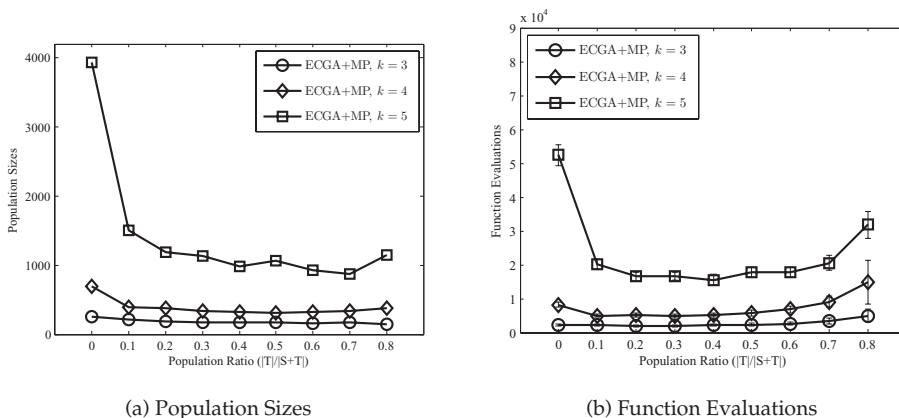 4000
3000
2000
1000
0
Population Sizes
ECGA+MP, k = 3
ECGA+MP, k = 4
ECGA+MP, k = 5
0 0.1 0.2 0.3 0.4 0.5 0.6 0.7 0.8
Population Ratio (|T|/|S+T|)
(a) Population Sizes
x 10^4
9
8
7
6
5
4
3
2
1
0
Function Evaluations
ECGA+MP, k = 3
ECGA+MP, k = 4
ECGA+MP, k = 5
0 0.1 0.2 0.3 0.4 0.5 0.6 0.7 0.8
Population Ratio (|T|/|S+T|)
(b) Function Evaluations